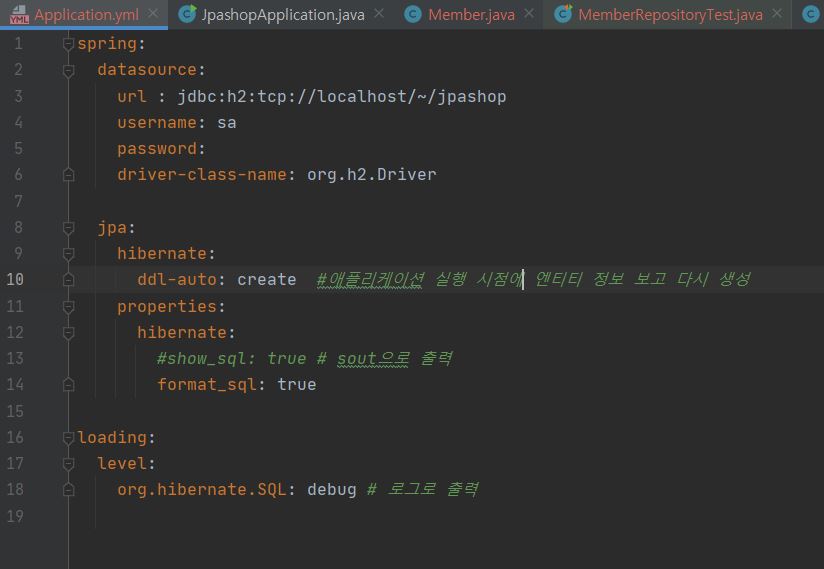 Application.yml JpashopApplication.java Member.java MemberRepositoryTest.java
1 spring:
2 datasource:
3 url : jdbc:h2:tcp://localhost/~/jpashop
4 username: sa
5 password:
6 driver-class-name: org.h2.Driver
7
8 jpa:
9 hibernate:
10 ddl-auto: create #애플리케이션 실행 시점에 엔티티 정보 보고 다시 생성
11 properties:
12 hibernate:
13 #show_sql: true # sout으로 출력
14 format_sql: true
15
16 loading:
17 level:
18 org.hibernate.SQL: debug # 로그로 출력
19